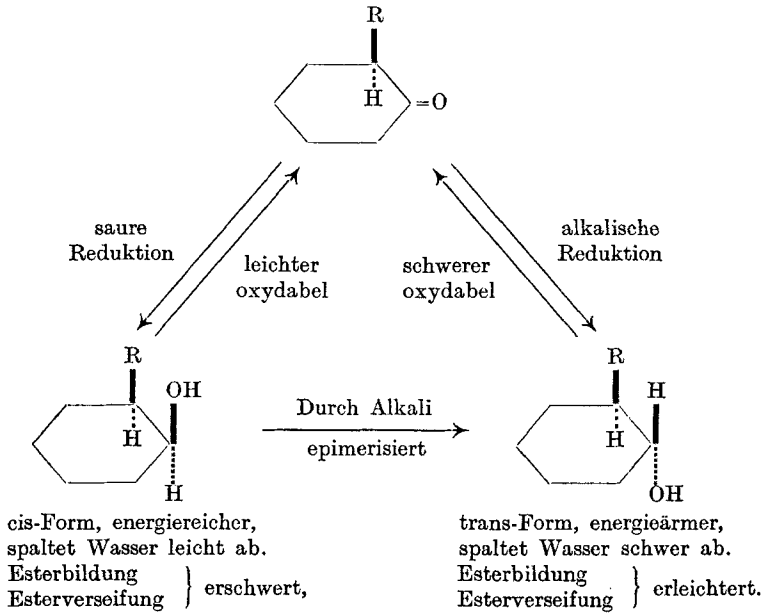 R
H
=O
saure
Reduktion
leichter
oxydabel
schwerer
oxydabel
alkalische
Reduktion
R
OH
H
H
Durch Alkali
epimerisiert
R
H
H
OH
cis-Form, energiereicher,
spaltet Wasser leicht ab.
Esterbildung
Esterverseifung } erschwert,
trans-Form, energieärmer,
spaltet Wasser schwer ab.
Esterbildung
Esterverseifung } erleichtert.